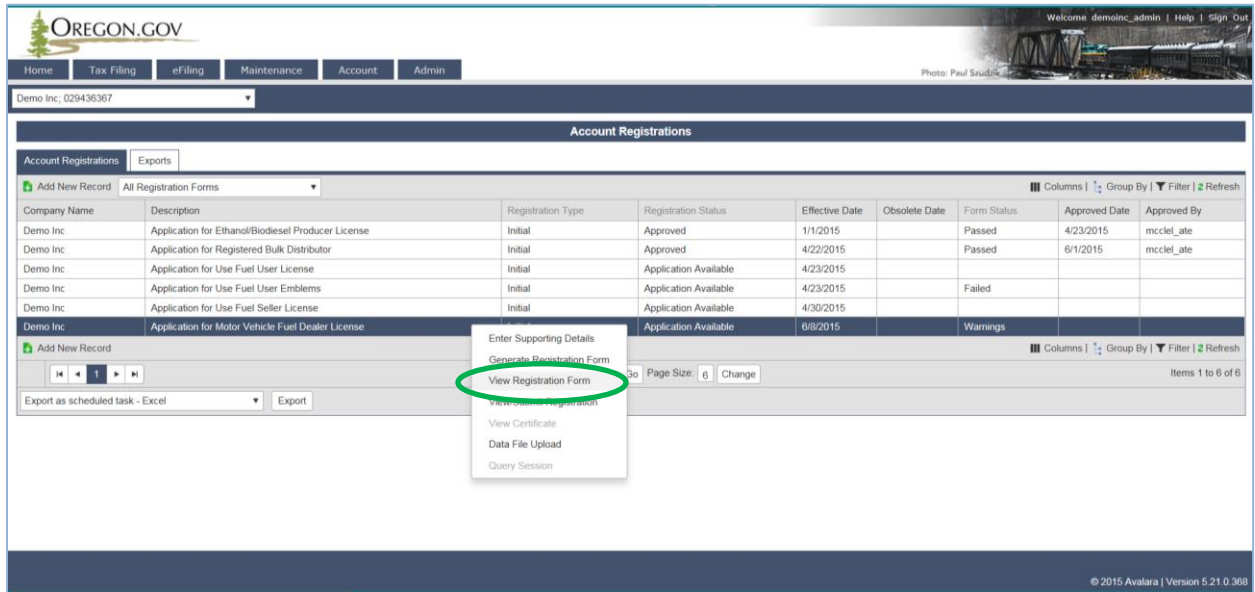 Welcome demoinc_admin | Help | Sign Out
OREGON.GOV
Home Tax Filing eFiling Maintenance Account Admin
Photo: Paul Szudzik
Demo Inc; 029436367
Account Registrations
Account Registrations Exports
Add New Record All Registration Forms Columns | Group By | Filter | Refresh
Company Name Description Registration Type Registration Status Effective Date Obsolete Date Form Status Approved Date Approved By
Demo Inc Application for Ethanol/Biodiesel Producer License Initial Approved 1/1/2015 Passed 4/23/2015 mcclel_ate
Demo Inc Application for Registered Bulk Distributor Initial Approved 4/22/2015 Passed 6/1/2015 mcclel_ate
Demo Inc Application for Use Fuel User License Initial Application Available 4/23/2015
Demo Inc Application for Use Fuel User Emblems Initial Application Available 4/23/2015 Failed
Demo Inc Application for Use Fuel Seller License Initial Application Available 4/30/2015
Demo Inc Application for Motor Vehicle Fuel Dealer License Application Available 6/8/2015 Warnings
Enter Supporting Details
Generate Registration Form
View Registration Form
View/Submit Registration
View Certificate
Data File Upload
Query Session
Add New Record Columns | Group By | Filter | Refresh
1 Go Page Size: 6 Change Items 1 to 6 of 6
Export as scheduled task - Excel Export
© 2015 Avalara | Version 5.21.0.368